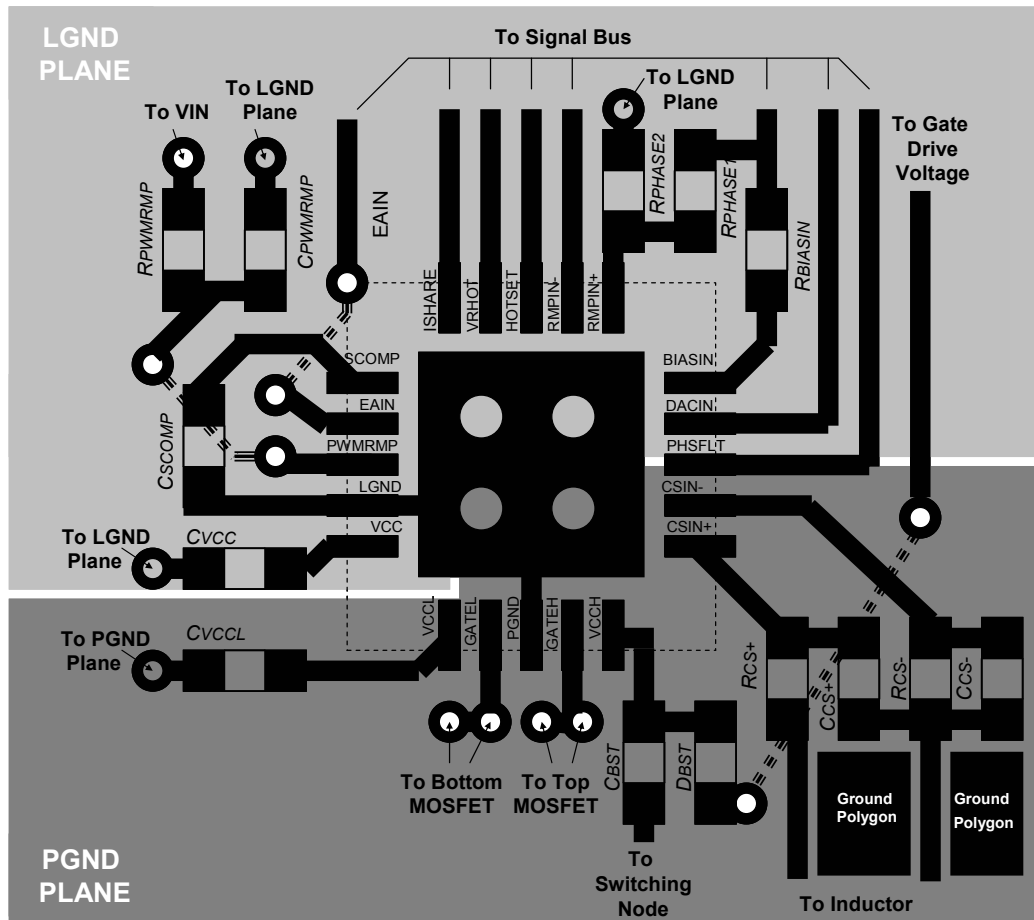 LGND
PLANE
To Signal Bus
To LGND
Plane
To VIN
To LGND
Plane
To Gate
Drive
Voltage
RPWMRMP
CPWMRMP
EAIN
RPHASE2
RPHASE1
RBIASIN
ISHARE
VRHOT
HOTSET
RMPIN-
RMPIN+
SCOMP
EAIN
PWMRMP
LGND
VCC
BIASIN
DACIN
PHSFLT
CSIN-
CSIN+
CSCOMP
To LGND
Plane
CVCC
VCCL
GATEL
PGND
GATEH
VCCH
To PGND
Plane
CVCCL
RCS+
CCS+
RCS-
CCS-
CBST
DBST
To Bottom
MOSFET
To Top
MOSFET
Ground
Polygon
Ground
Polygon
To
Switching
Node
To Inductor
PGND
PLANE